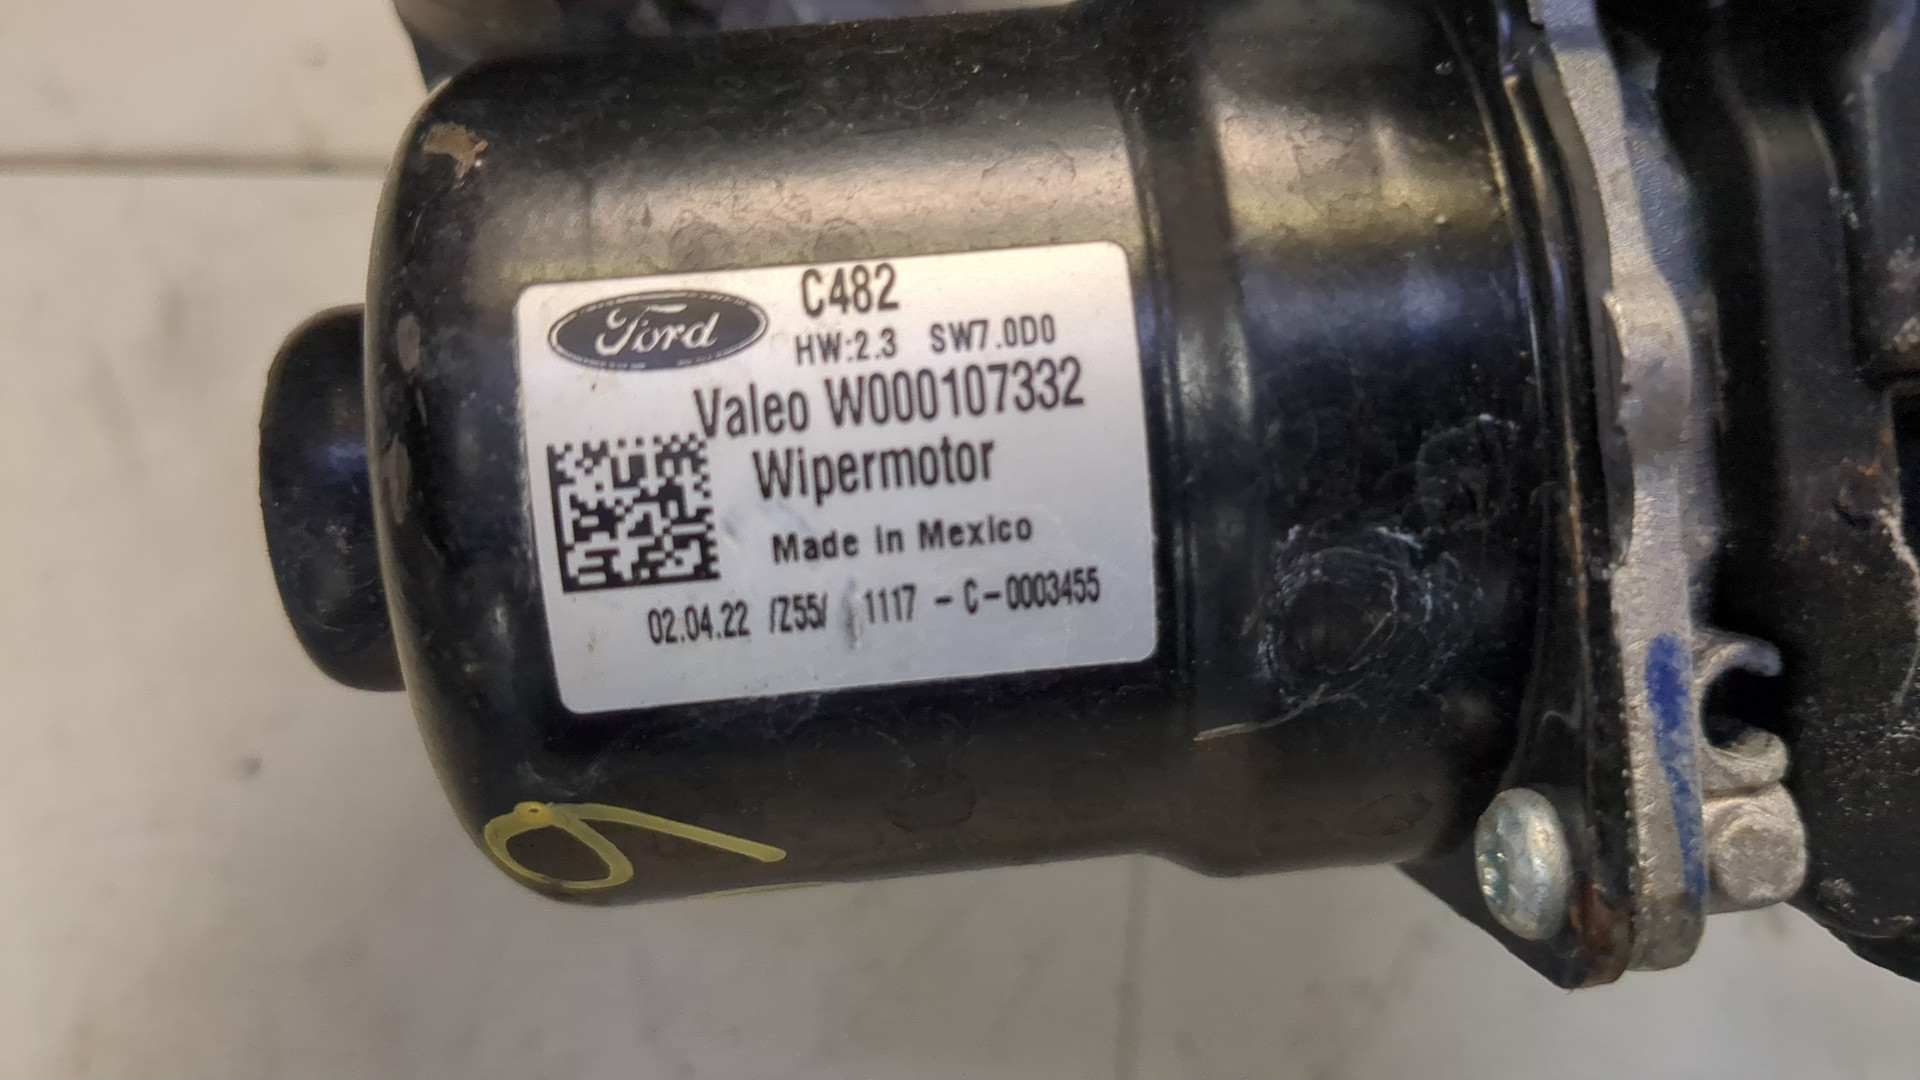 Ford
C482
HW:2.3 SW7.0D0
Valeo W000107332
Wipermotor
Made in Mexico
02.04.22 /Z55/ 1117 - C-0003455